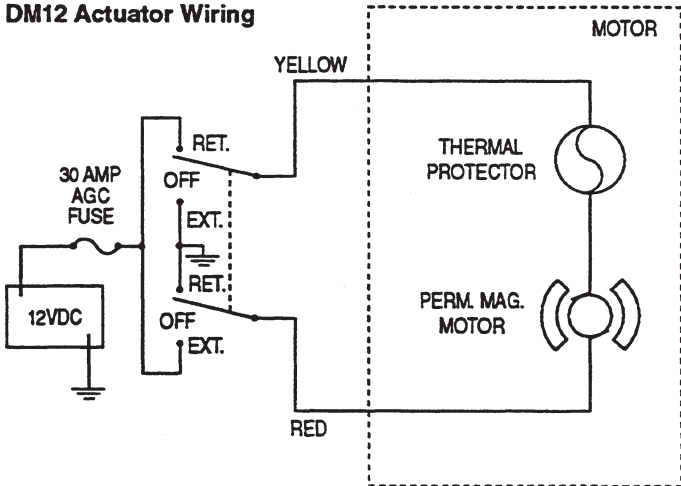 DM12 Actuator Wiring
MOTOR
YELLOW
RET.
OFF
EXT.
30 AMP
AGC
FUSE
THERMAL
PROTECTOR
RET.
OFF
EXT.
12VDC
PERM. MAG.
MOTOR
RED